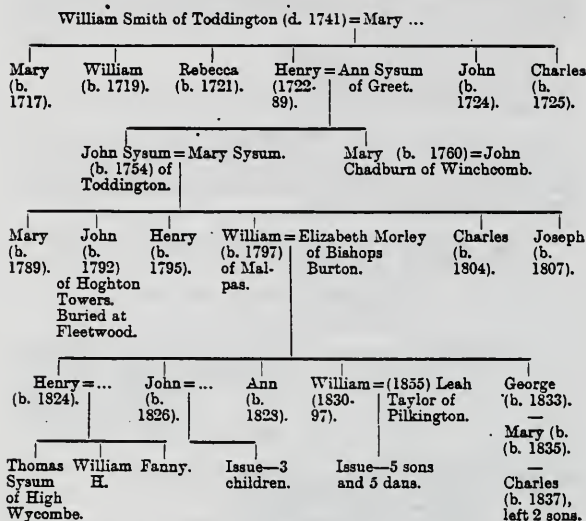 William Smith of Toddington (d. 1741) = Mary ...
Mary (b. 1717).
William (b. 1719).
Rebecca (b. 1721).
Henry (1722-89). = Ann Sysum of Greet.
John (b. 1724).
Charles (b. 1725).
John Sysum (b. 1754) of Toddington. = Mary Sysum.
Mary (b. 1760) = John Chadburn of Winchcomb.
Mary (b. 1789).
John (b. 1792) of Hoghton Towers. Buried at Fleetwood.
Henry (b. 1795).
William (b. 1797) of Malpas. = Elizabeth Morley of Bishops Burton.
Charles (b. 1804).
Joseph (b. 1807).
Henry = ... (b. 1824).
John = ... (b. 1826).
Ann (b. 1828).
William (1830-97). = (1855) Leah Taylor of Pilkington.
George (b. 1833).
—
Mary (b. 1835).
—
Charles (b. 1837), left 2 sons.
Thomas Sysum of High Wycombe.
William H.
Fanny.
Issue—3 children.
Issue—5 sons and 5 daus.